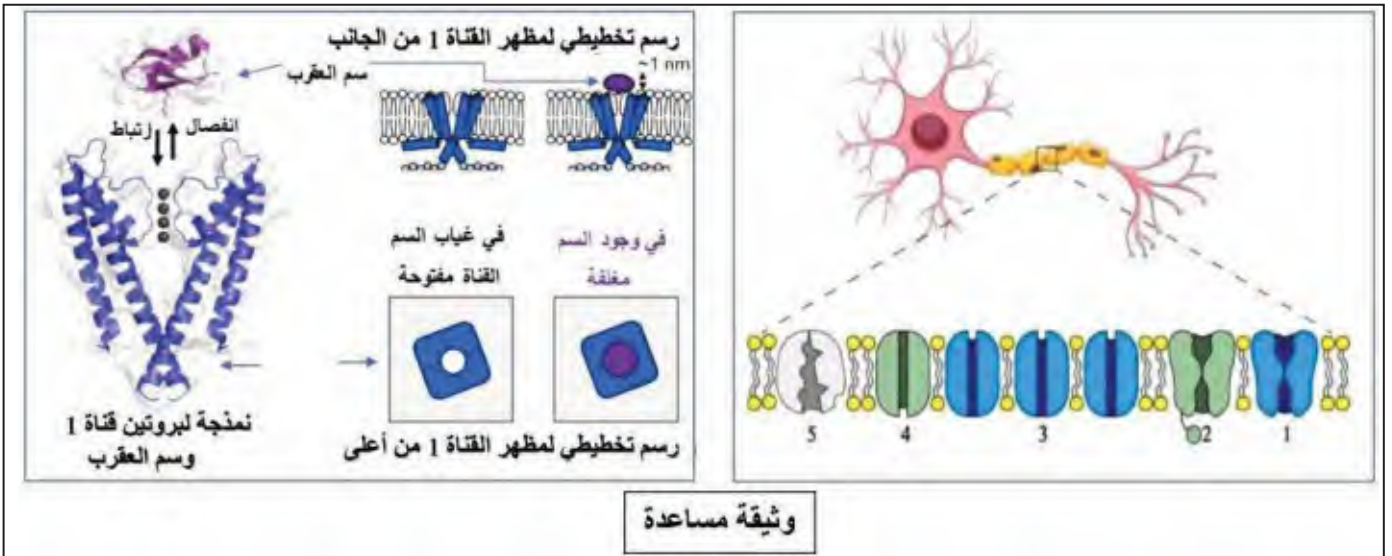 رسم تخطيطي لمظهر القناة 1 من الجانب
سم العقرب
~1 nm
ارتباط
انفصال
في غياب السم
القناة مفتوحة
في وجود السم
مغلقة
نمذجة لبروتين قناة 1
وسم العقرب
رسم تخطيطي لمظهر القناة 1 من أعلى
5 4 3 2 1
وثيقة مساعدة